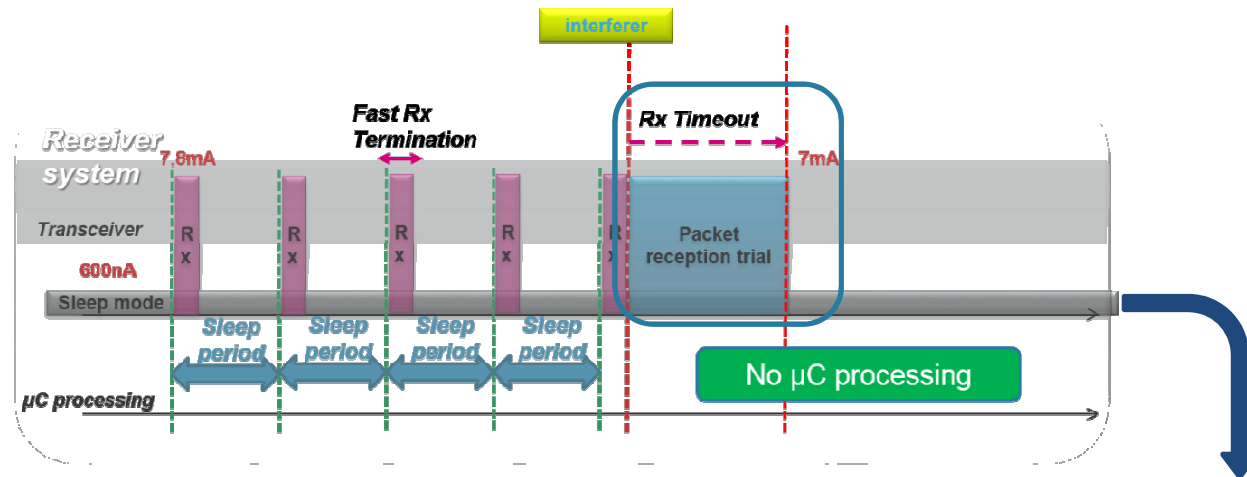 interferer
Fast Rx
Termination
Rx Timeout
Receiver
system
7.8mA
7mA
Transceiver
R
x
R
x
R
x
R
x
R
x
Packet
reception trial
600nA
Sleep mode
Sleep
period
Sleep
period
Sleep
period
Sleep
period
No µC processing
µC processing